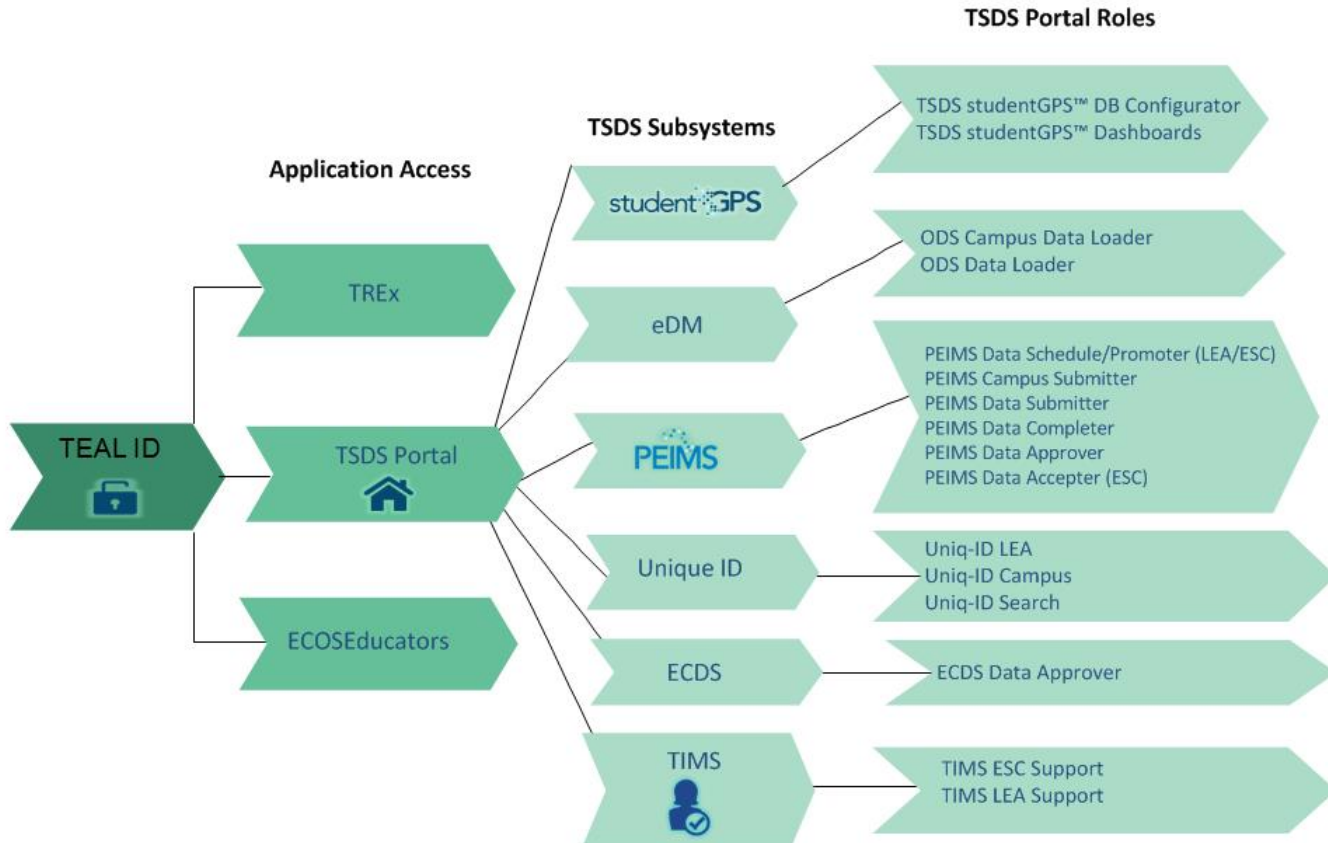 TSDS Portal Roles
TSDS Subsystems
Application Access
TEAL ID
TREx
TSDS Portal
ECOSEducators
studentGPS
eDM
PEIMS
Unique ID
ECDS
TIMS
TSDS studentGPS™ DB Configurator
TSDS studentGPS™ Dashboards
ODS Campus Data Loader
ODS Data Loader
PEIMS Data Schedule/Promoter (LEA/ESC)
PEIMS Campus Submitter
PEIMS Data Submitter
PEIMS Data Completer
PEIMS Data Approver
PEIMS Data Accepter (ESC)
Uniq-ID LEA
Uniq-ID Campus
Uniq-ID Search
ECDS Data Approver
TIMS ESC Support
TIMS LEA Support